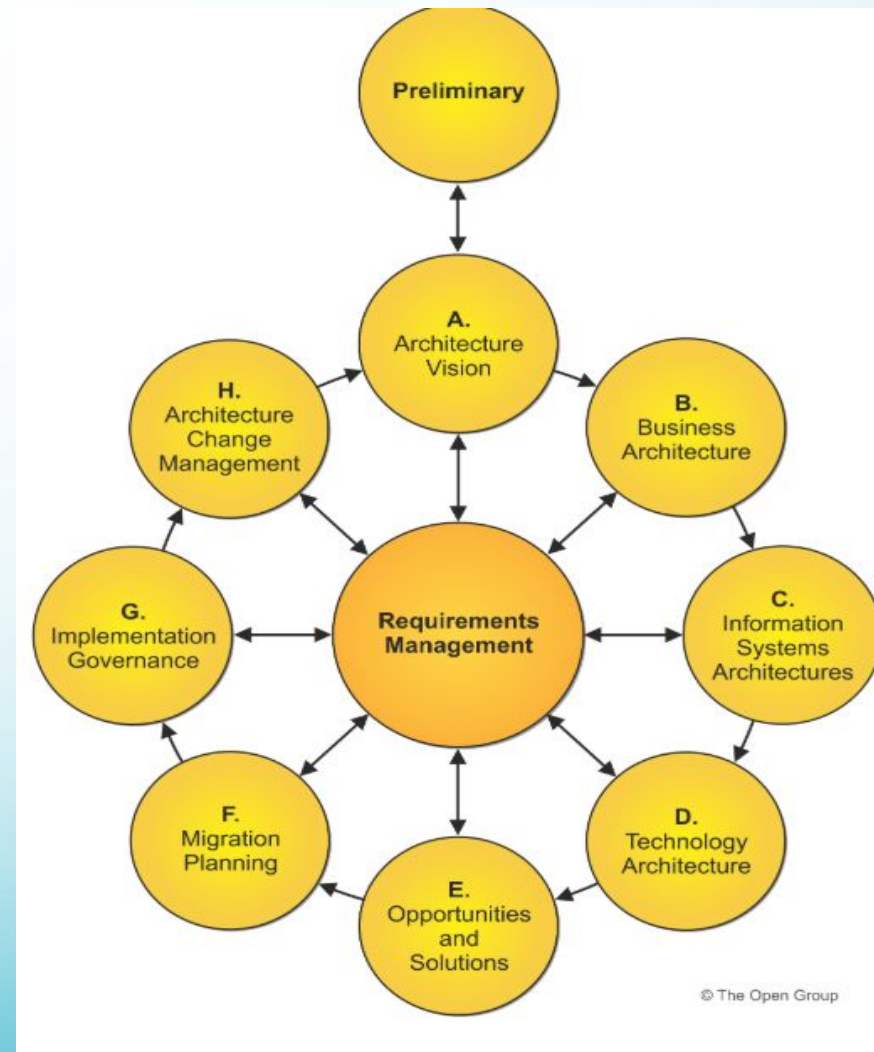 Preliminary
A.
Architecture
Vision
B.
Business
Architecture
C.
Information
Systems
Architectures
D.
Technology
Architecture
E.
Opportunities
and
Solutions
F.
Migration
Planning
G.
Implementation
Governance
H.
Architecture
Change
Management
Requirements
Management
© The Open Group